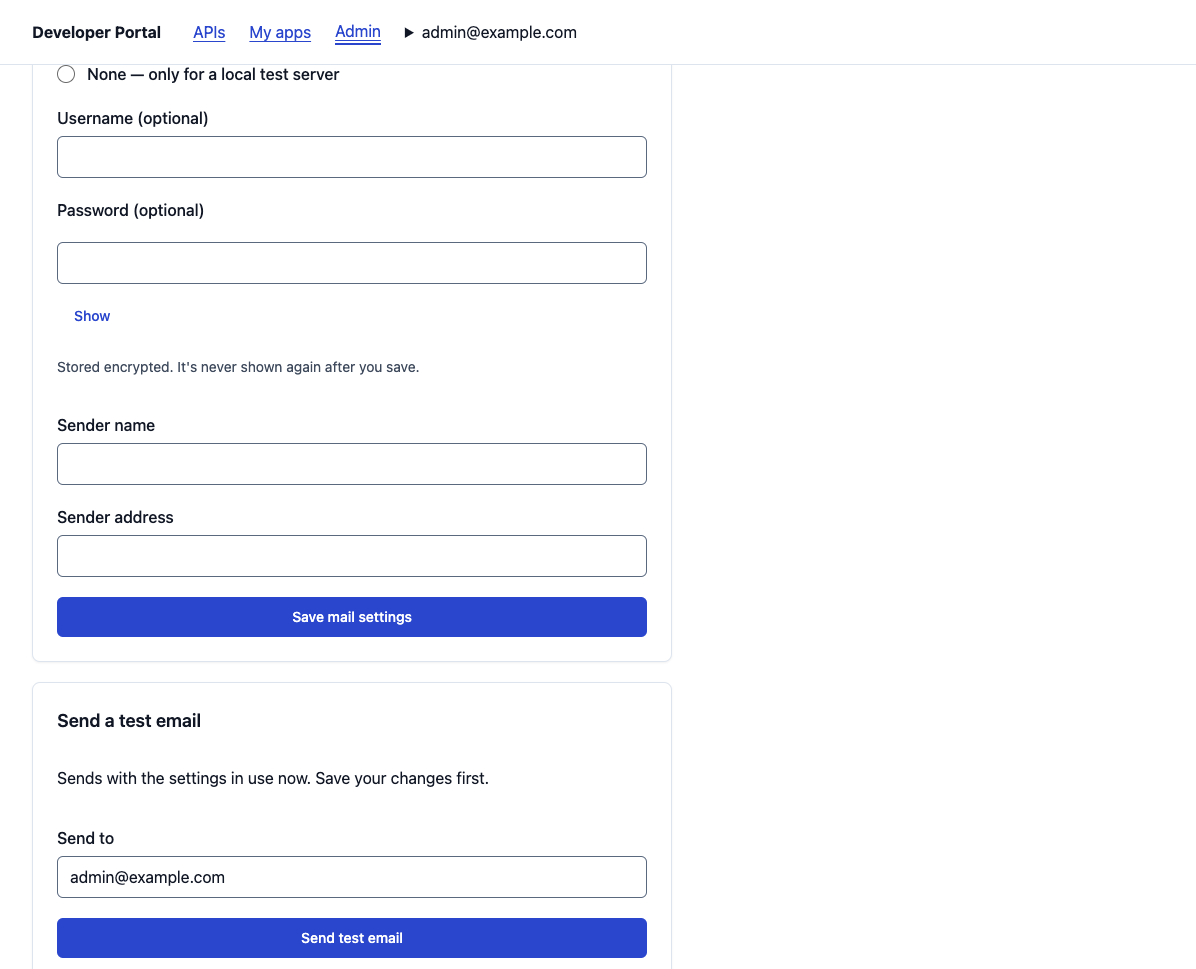 Developer Portal APIs My apps Admin ▶ admin@example.com
None — only for a local test server
Username (optional)
Password (optional)
Show
Stored encrypted. It's never shown again after you save.
Sender name
Sender address
Save mail settings
Send a test email
Sends with the settings in use now. Save your changes first.
Send to
admin@example.com
Send test email